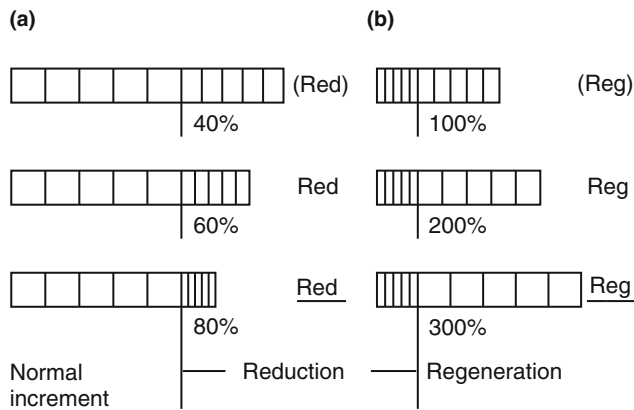 (a) (b)
(Red) (Reg)
40% 100%
Red Reg
60% 200%
Red Reg
80% 300%
Normal
increment
Reduction Regeneration